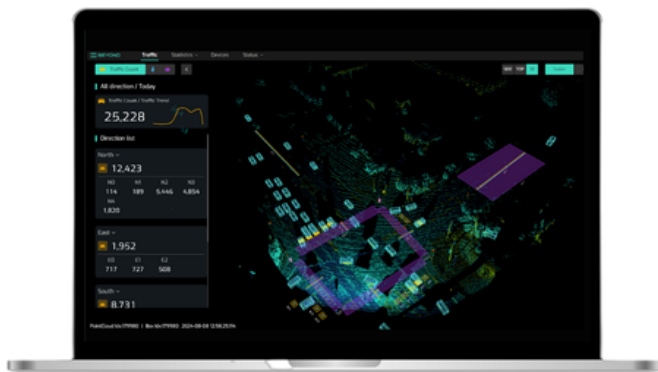 BEYOND Traffic Statistics Devices Status
Traffic Count
All direction / Today
Traffic Count / Traffic Trend
25,228
Direction list
North
12,423
N0 N1 N2 N3
114 189 5,446 4,854
N4
1,820
East
1,952
E0 E1 E2
717 727 508
South
8,731
TOP